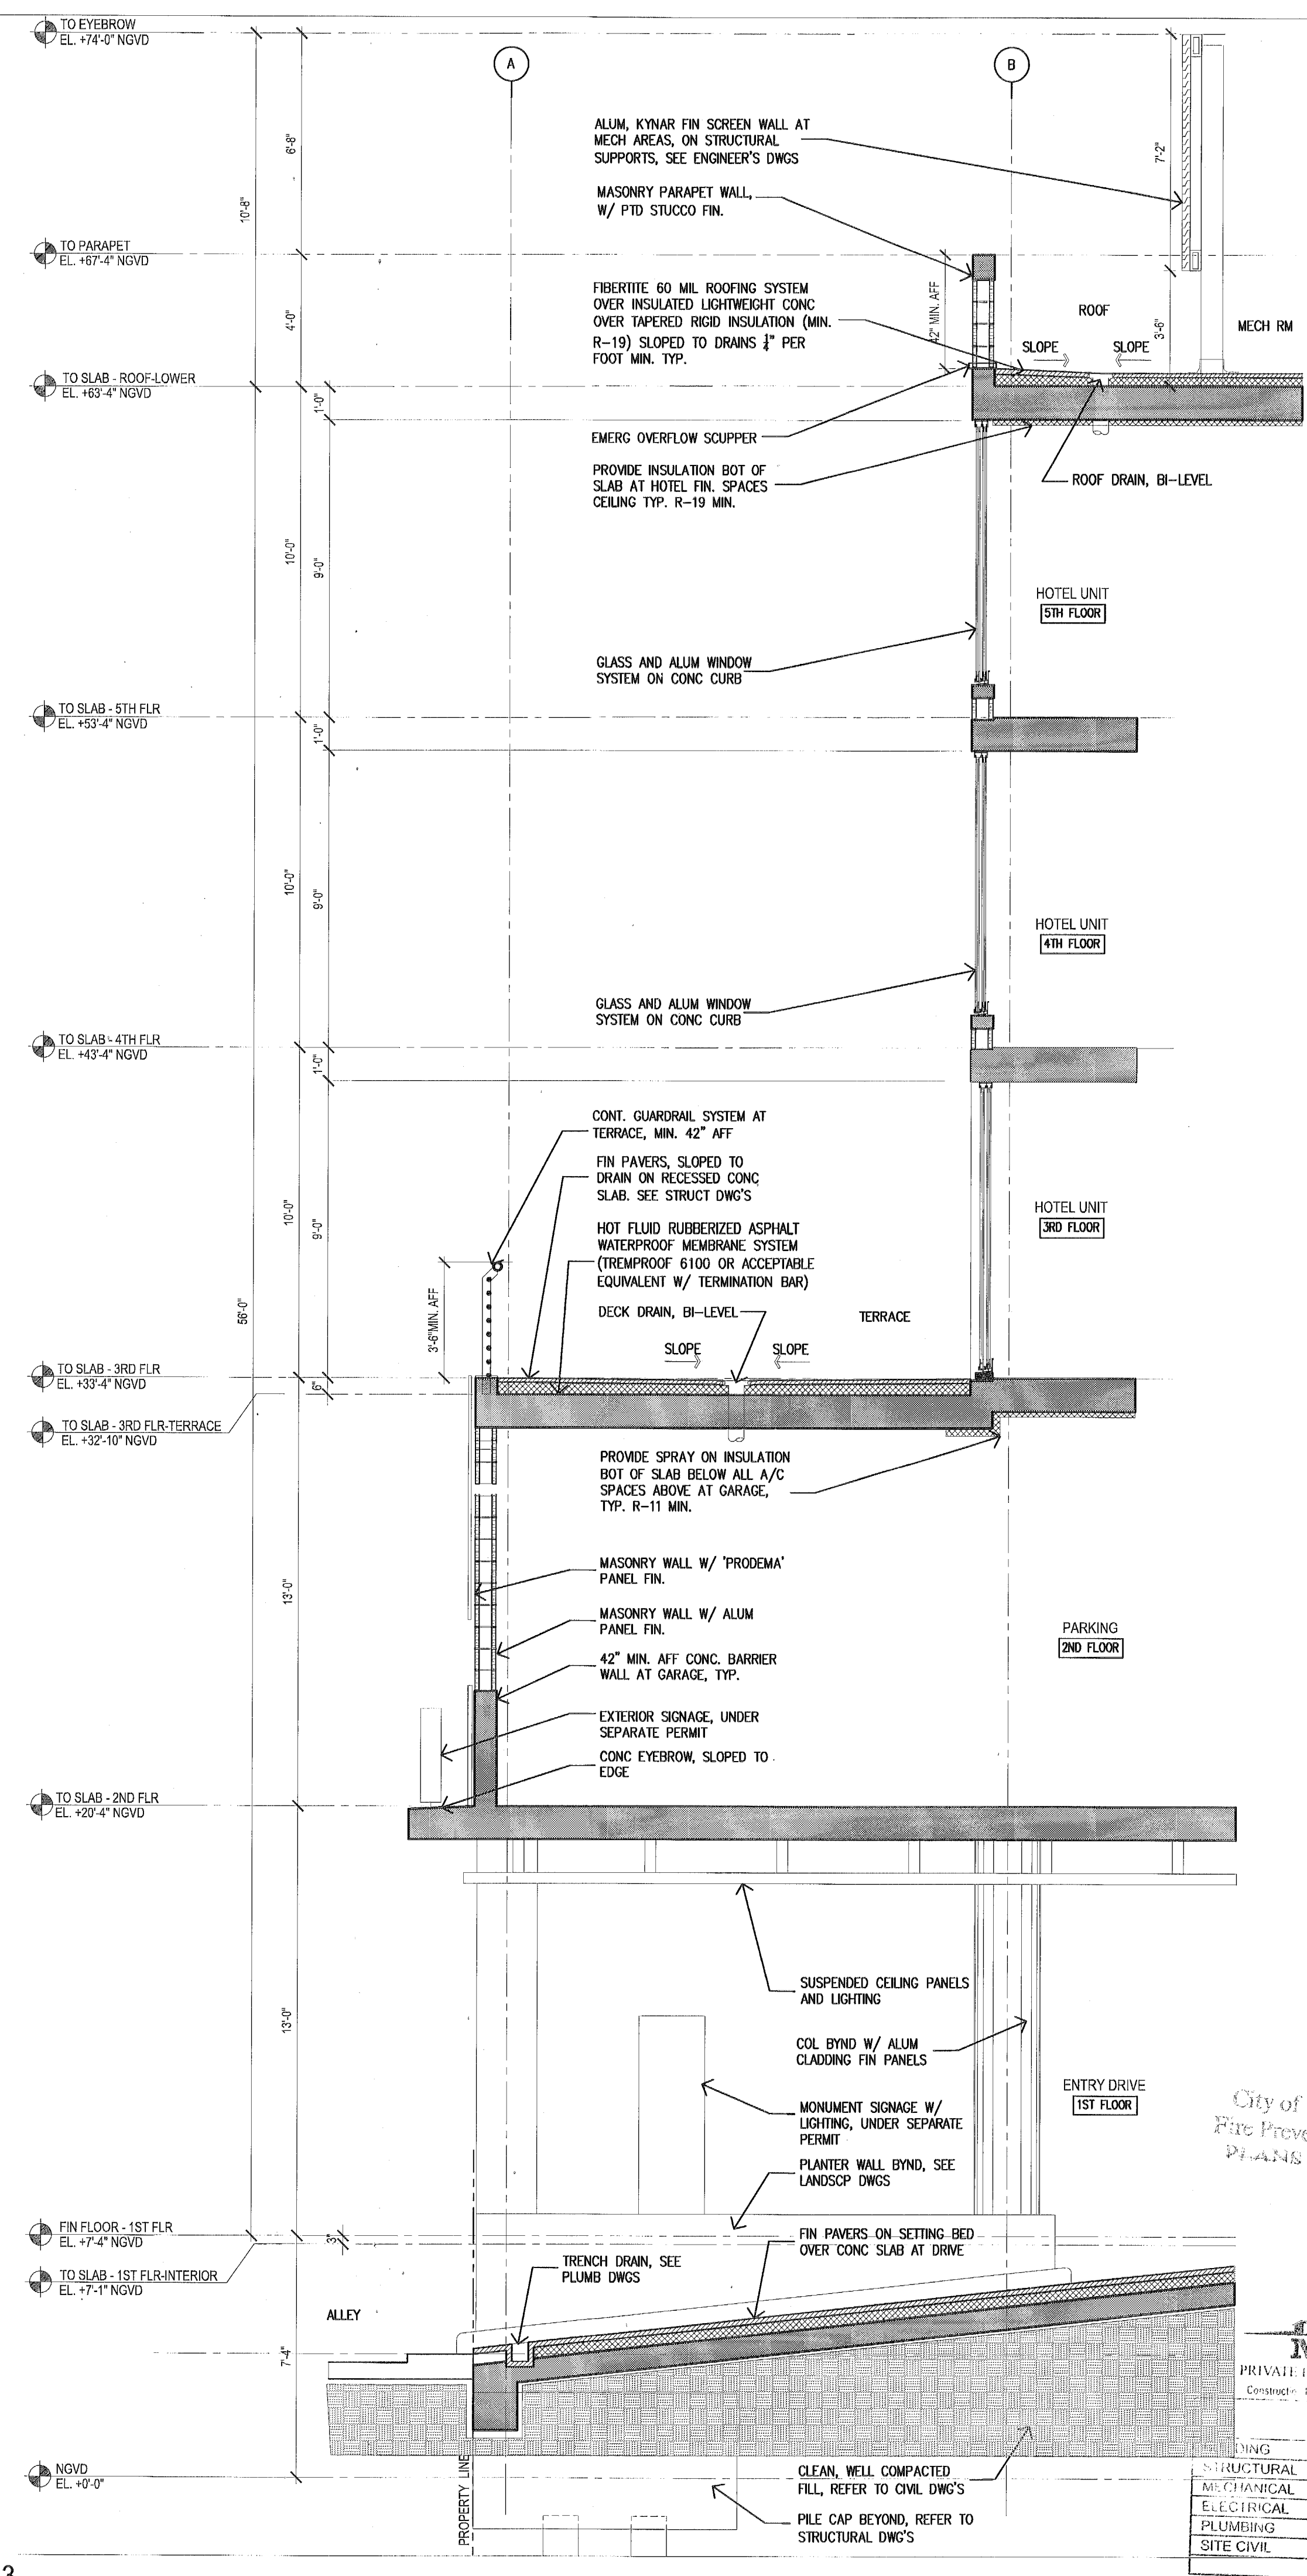 TO EYEBROW
EL. +74'-0" NGVD
A
B
6'-8"
10'-8"
7'-2"
ALUM, KYNAR FIN SCREEN WALL AT
MECH AREAS, ON STRUCTURAL
SUPPORTS, SEE ENGINEER'S DWGS
MASONRY PARAPET WALL,
W/ PTD STUCCO FIN.
TO PARAPET
EL. +67'-4" NGVD
FIBERTITE 60 MIL ROOFING SYSTEM
OVER INSULATED LIGHTWEIGHT CONC
OVER TAPERED RIGID INSULATION (MIN.
R-19) SLOPED TO DRAINS ¼" PER
FOOT MIN. TYP.
4'-0"
42" MIN. AFF
ROOF
MECH RM
3'-6"
SLOPE
SLOPE
TO SLAB - ROOF-LOWER
EL. +63'-4" NGVD
1'-0"
EMERG OVERFLOW SCUPPER
PROVIDE INSULATION BOT OF
SLAB AT HOTEL FIN. SPACES
CEILING TYP. R-19 MIN.
ROOF DRAIN, BI-LEVEL
10'-0"
9'-0"
HOTEL UNIT
5TH FLOOR
GLASS AND ALUM WINDOW
SYSTEM ON CONC CURB
TO SLAB - 5TH FLR
EL. +53'-4" NGVD
1'-0"
10'-0"
9'-0"
HOTEL UNIT
4TH FLOOR
GLASS AND ALUM WINDOW
SYSTEM ON CONC CURB
TO SLAB - 4TH FLR
EL. +43'-4" NGVD
1'-0"
CONT. GUARDRAIL SYSTEM AT
TERRACE, MIN. 42" AFF
FIN PAVERS, SLOPED TO
DRAIN ON RECESSED CONC
SLAB. SEE STRUCT DWG'S
10'-0"
9'-0"
HOTEL UNIT
3RD FLOOR
HOT FLUID RUBBERIZED ASPHALT
WATERPROOF MEMBRANE SYSTEM
(TREMPROOF 6100 OR ACCEPTABLE
EQUIVALENT W/ TERMINATION BAR)
56'-0"
3'-6"MIN. AFF
DECK DRAIN, BI-LEVEL
TERRACE
SLOPE
SLOPE
TO SLAB - 3RD FLR
EL. +33'-4" NGVD
6"
TO SLAB - 3RD FLR-TERRACE
EL. +32'-10" NGVD
PROVIDE SPRAY ON INSULATION
BOT OF SLAB BELOW ALL A/C
SPACES ABOVE AT GARAGE,
TYP. R-11 MIN.
13'-0"
MASONRY WALL W/ 'PRODEMA'
PANEL FIN.
MASONRY WALL W/ ALUM
PANEL FIN.
PARKING
2ND FLOOR
42" MIN. AFF CONC. BARRIER
WALL AT GARAGE, TYP.
EXTERIOR SIGNAGE, UNDER
SEPARATE PERMIT
CONC EYEBROW, SLOPED TO
EDGE
TO SLAB - 2ND FLR
EL. +20'-4" NGVD
SUSPENDED CEILING PANELS
AND LIGHTING
13'-0"
COL BYND W/ ALUM
CLADDING FIN PANELS
ENTRY DRIVE
1ST FLOOR
City of
Fire Preve
PLANS
MONUMENT SIGNAGE W/
LIGHTING, UNDER SEPARATE
PERMIT
PLANTER WALL BYND, SEE
LANDSCP DWGS
FIN FLOOR - 1ST FLR
EL. +7'-4" NGVD
3"
FIN PAVERS ON SETTING BED
OVER CONC SLAB AT DRIVE
TO SLAB - 1ST FLR-INTERIOR
EL. +7'-1" NGVD
TRENCH DRAIN, SEE
PLUMB DWGS
ALLEY
7'-4"
PRIVATE
NGVD
EL. +0'-0"
PROPERTY LINE
CLEAN, WELL COMPACTED
FILL, REFER TO CIVIL DWG'S
PILE CAP BEYOND, REFER TO
STRUCTURAL DWG'S
STRUCTURAL
MECHANICAL
ELECTRICAL
PLUMBING
SITE CIVIL
3